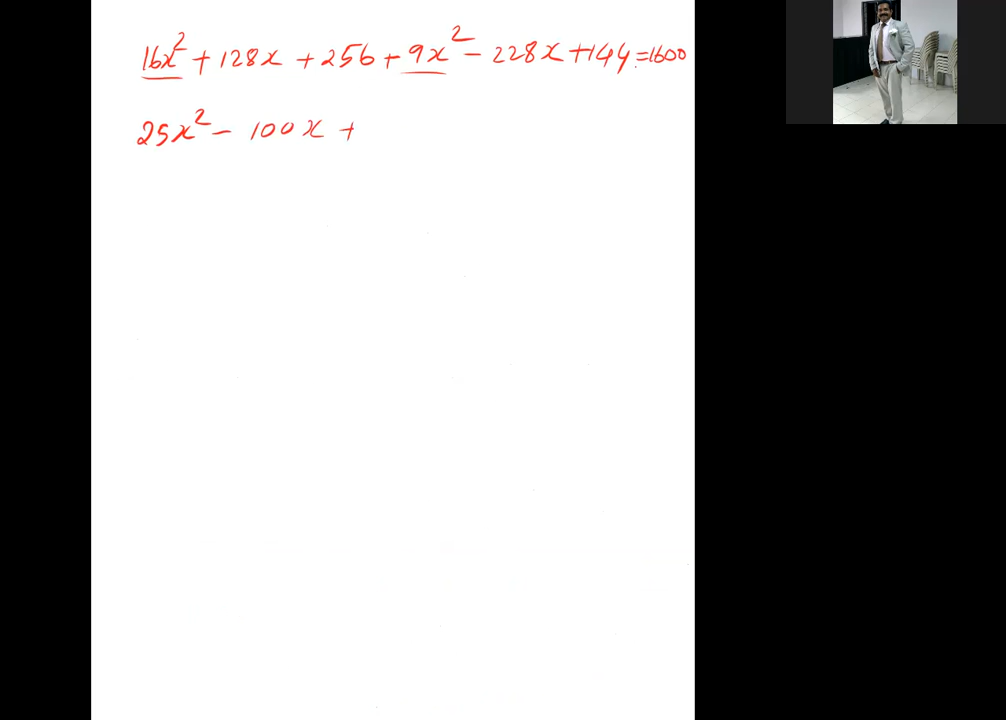 16x² + 128x + 256 + 9x² - 228x + 144 = 1600
25x² - 100x +